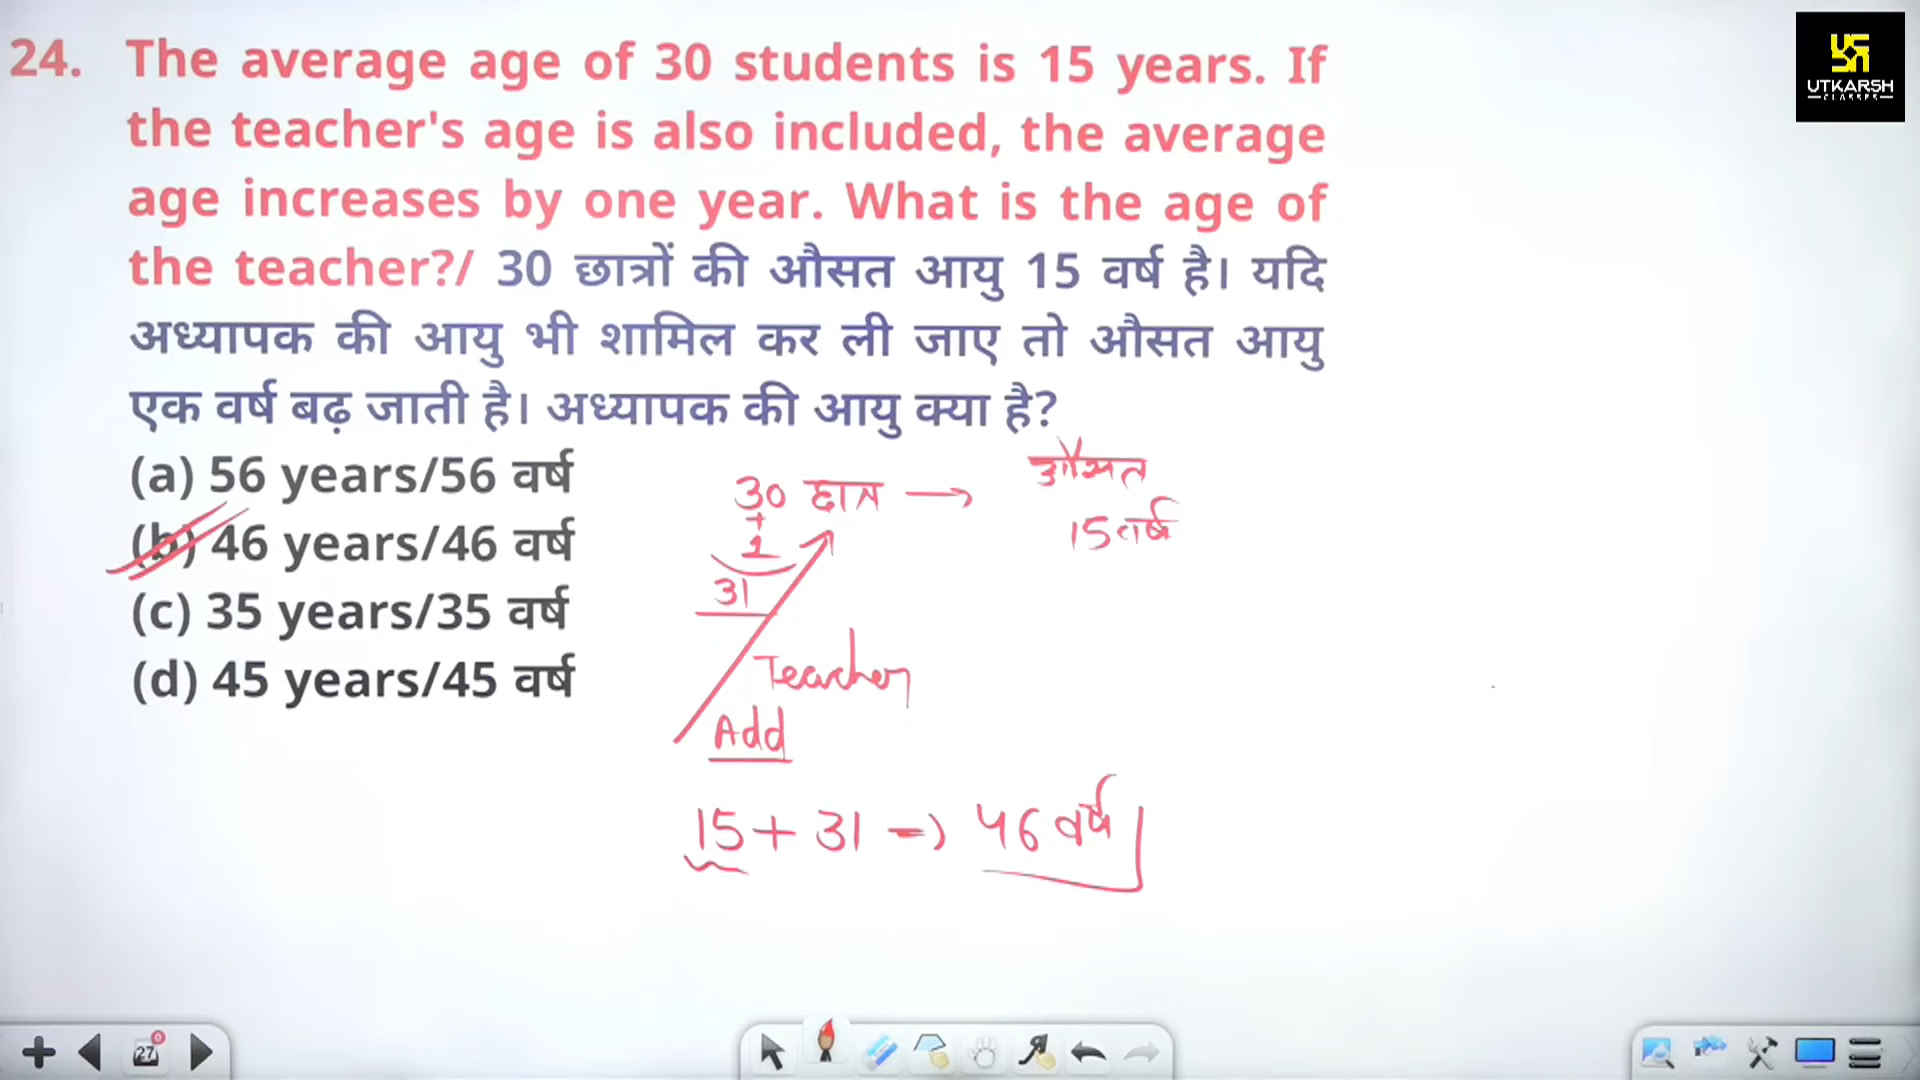 24. The average age of 30 students is 15 years. If
the teacher's age is also included, the average
age increases by one year. What is the age of
the teacher?/ 30 छात्रों की औसत आयु 15 वर्ष है। यदि
अध्यापक की आयु भी शामिल कर ली जाए तो औसत आयु
एक वर्ष बढ़ जाती है। अध्यापक की आयु क्या है?
(a) 56 years/56 वर्ष
(b) 46 years/46 वर्ष
(c) 35 years/35 वर्ष
(d) 45 years/45 वर्ष
औसत
30 छात्र →
15 वर्ष
+
1
31
Teacher
Add
15 + 31 → 46 वर्ष
UTKARSH
CLASSES
27
0